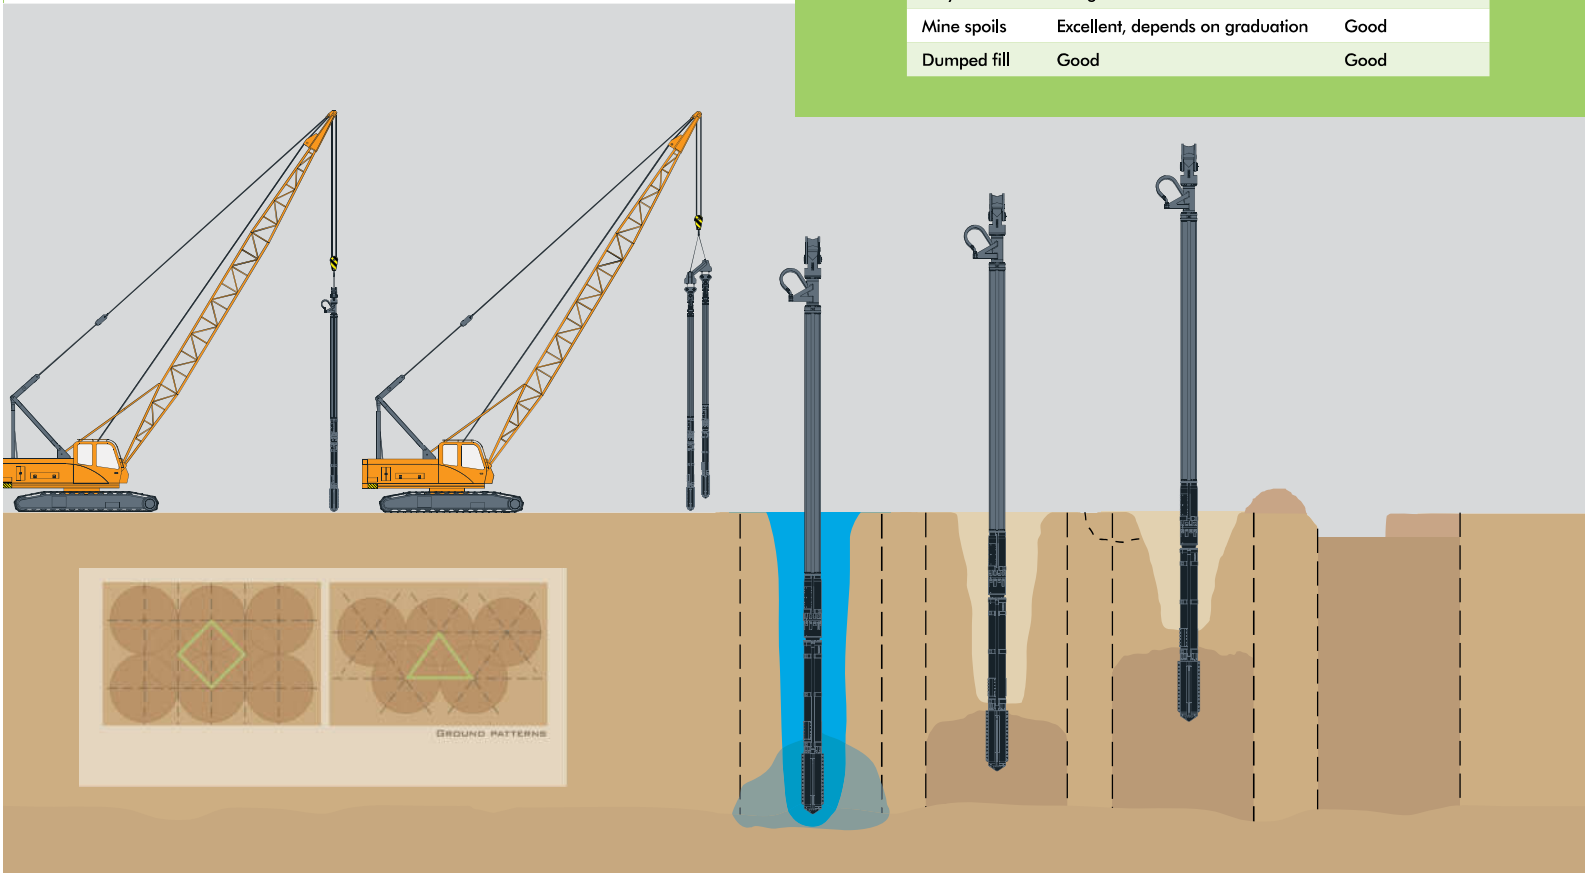 Mine spoils Excellent, depends on graduation Good
Dumped fill Good Good
GROUND PATTERNS